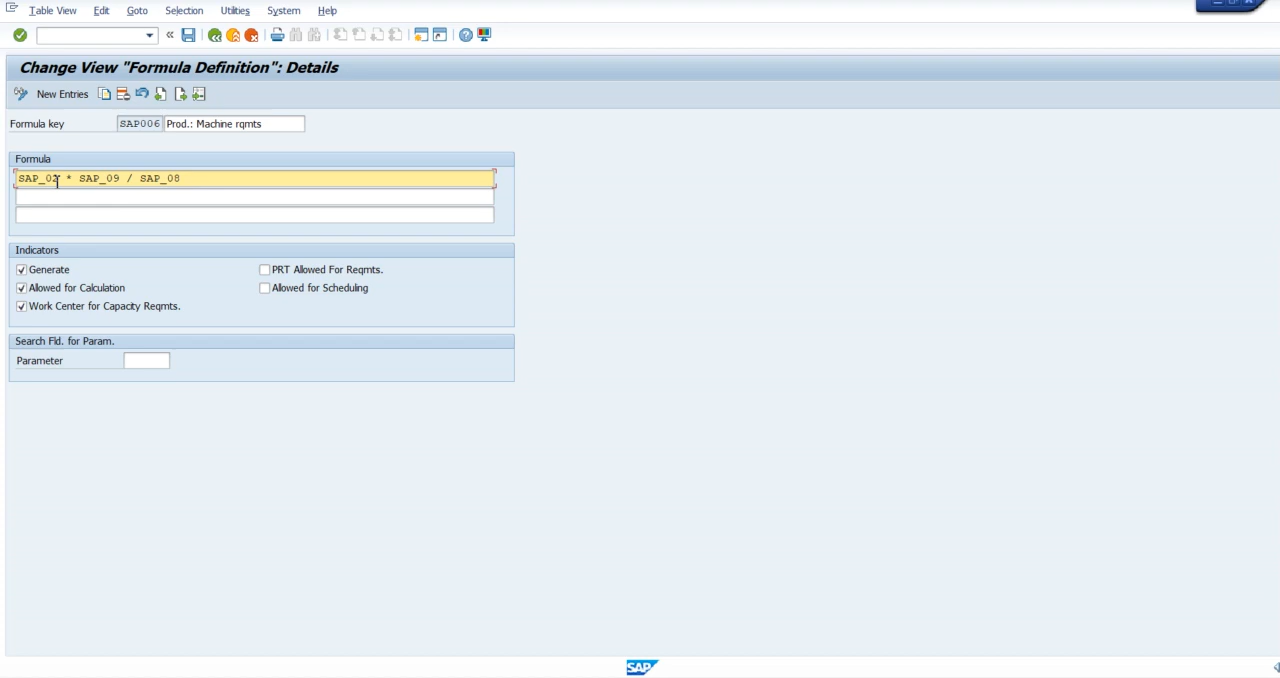 Table View Edit Goto Selection Utilities System Help
Change View "Formula Definition": Details
New Entries
Formula key SAP006 Prod.: Machine rqmts
Formula
SAP_02 * SAP_09 / SAP_08
Indicators
Generate PRT Allowed For Reqmts.
Allowed for Calculation Allowed for Scheduling
Work Center for Capacity Reqmts.
Search Fld. for Param.
Parameter
SAP